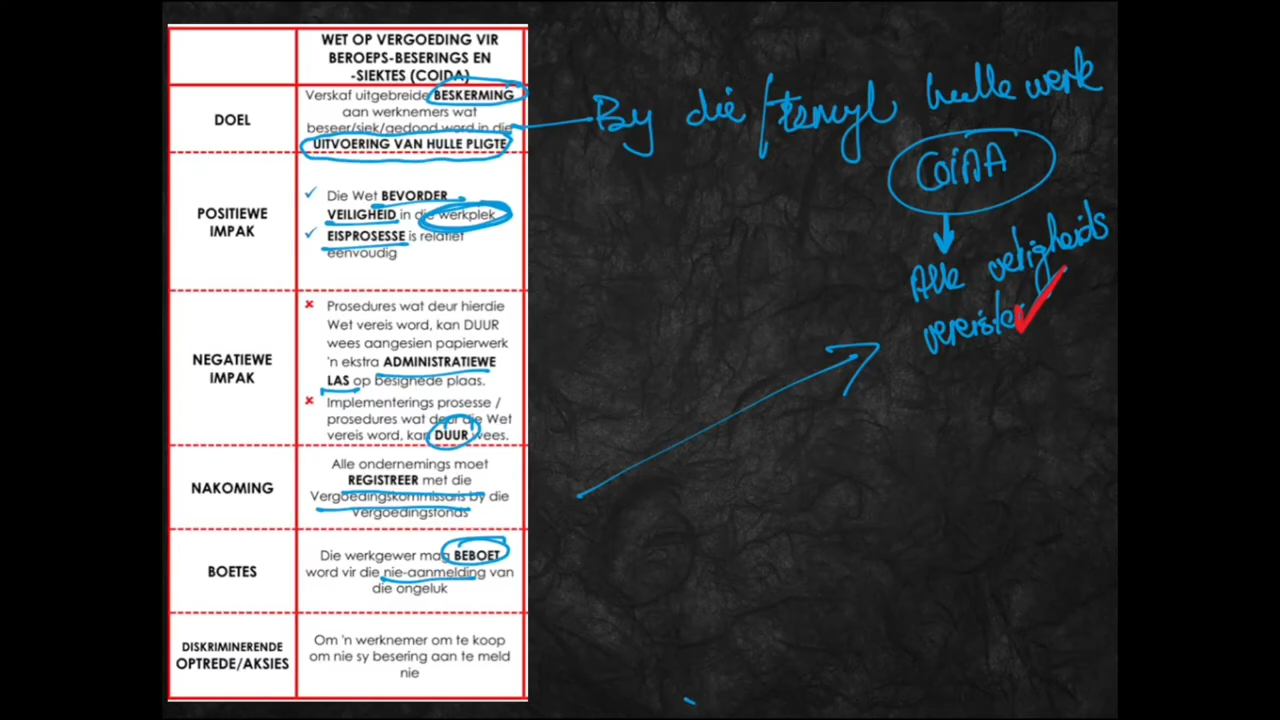 WET OP VERGOEDING VIR
BEROEPS-BESERINGS EN
-SIEKTES (COIDA)
DOEL
Verskaf uitgebreide BESKERMING
aan werknemers wat
beseer/siek/gedood word in die
UITVOERING VAN HULLE PLIGTE
POSITIEWE
IMPAK
✓ Die Wet BEVORDER
VEILIGHEID in die werkplek
✓ EISPROSESSE is relatief
eenvoudig
NEGATIEWE
IMPAK
× Prosedures wat deur hierdie
Wet vereis word, kan DUUR
wees aangesien papierwerk
'n ekstra ADMINISTRATIEWE
LAS op besighede plaas.
× Implementerings prosesse /
prosedures wat deur die Wet
vereis word, kan DUUR wees.
NAKOMING
Alle ondernemings moet
REGISTREER met die
Vergoedingskommissaris by die
Vergoedingsfonds
BOETES
Die werkgewer mag BEBOET
word vir die nie-aanmelding van
die ongeluk
DISKRIMINERENDE
OPTREDE/AKSIES
Om 'n werknemer om te koop
om nie sy besering aan te meld
nie
By die /terwyl hulle werk
COIDA
Alle veiligheids
vereiste